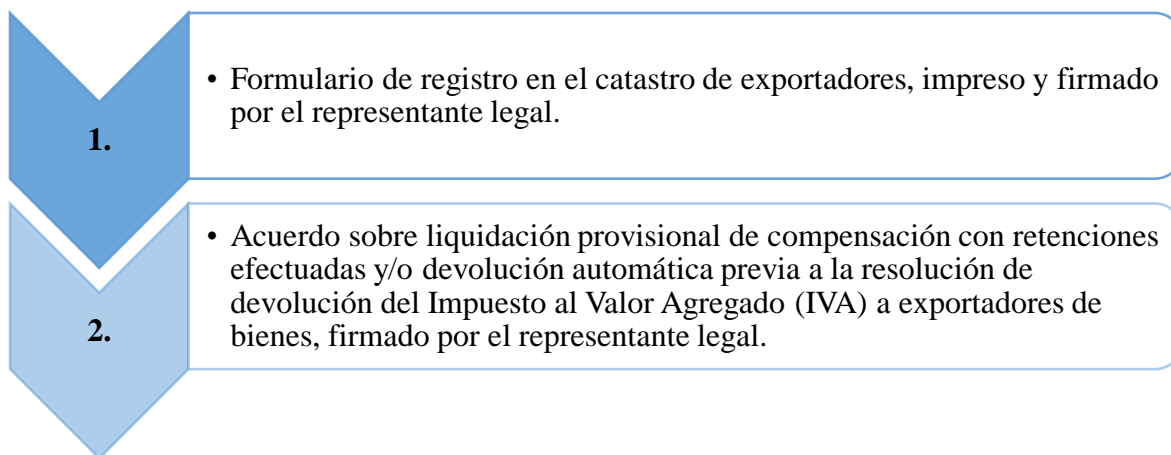 1.
• Formulario de registro en el catastro de exportadores, impreso y firmado
por el representante legal.
2.
• Acuerdo sobre liquidación provisional de compensación con retenciones
efectuadas y/o devolución automática previa a la resolución de
devolución del Impuesto al Valor Agregado (IVA) a exportadores de
bienes, firmado por el representante legal.